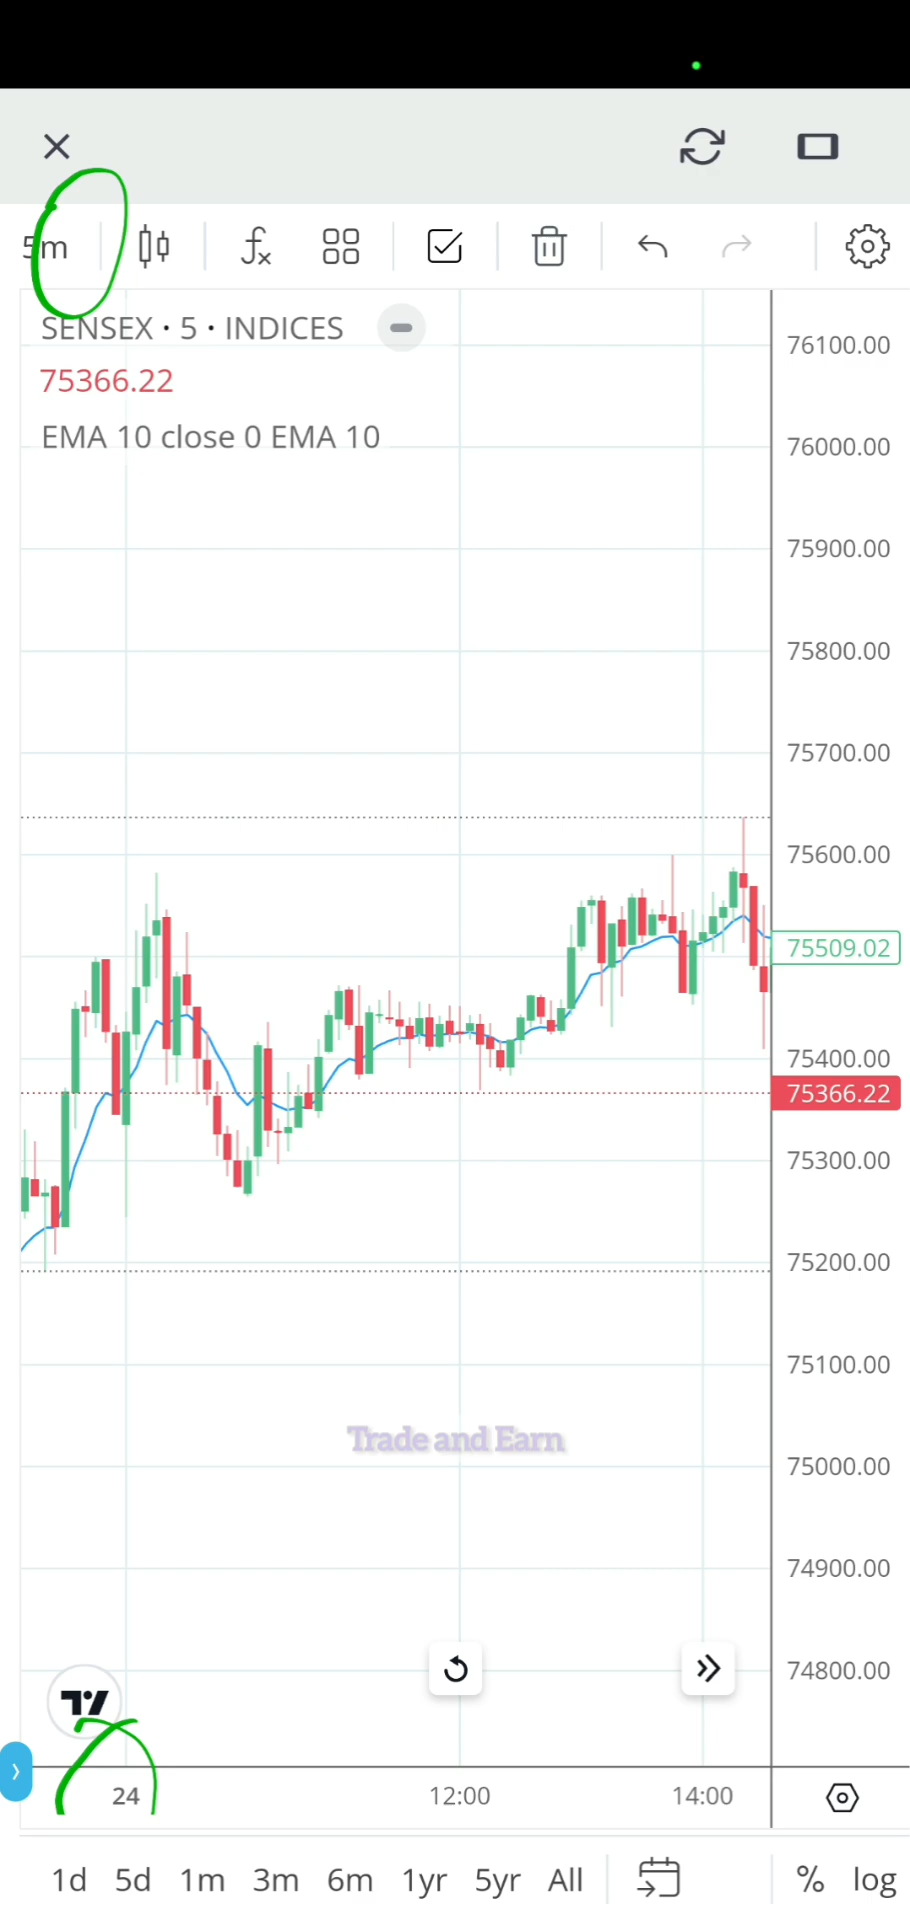 5m
SENSEX · 5 · INDICES
75366.22
EMA 10 close 0 EMA 10
76100.00
76000.00
75900.00
75800.00
75700.00
75600.00
75509.02
75400.00
75366.22
75300.00
75200.00
75100.00
Trade and Earn
75000.00
74900.00
74800.00
24 12:00 14:00
1d 5d 1m 3m 6m 1yr 5yr All % log